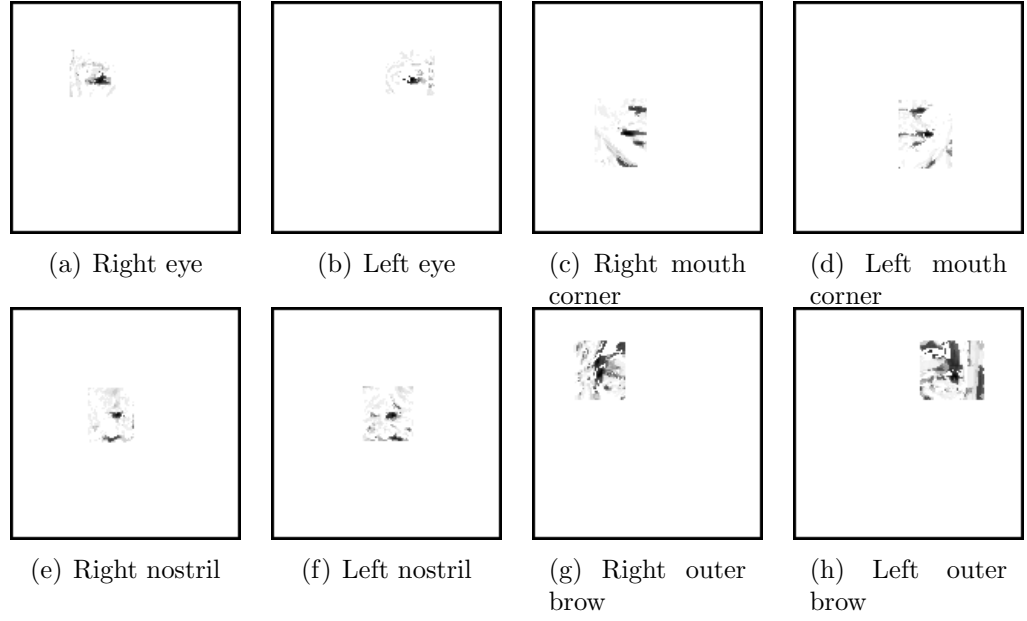 (a) Right eye
(b) Left eye
(c) Right mouth
corner
(d) Left mouth
corner
(e) Right nostril
(f) Left nostril
(g) Right outer
brow
(h) Left outer
brow